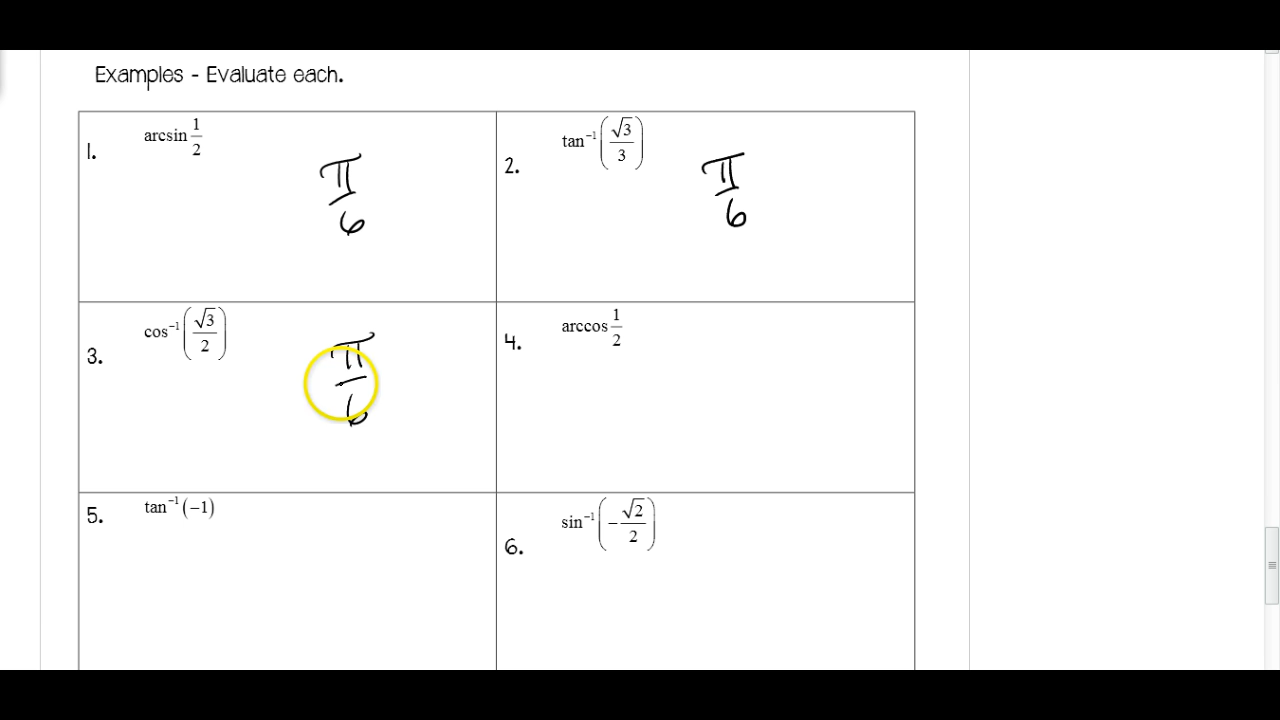 Examples - Evaluate each.
1. arcsin 1/2
π/6
2. tan⁻¹(√3/3)
π/6
3. cos⁻¹(√3/2)
π/6
4. arccos 1/2
5. tan⁻¹(−1)
6. sin⁻¹(−√2/2)